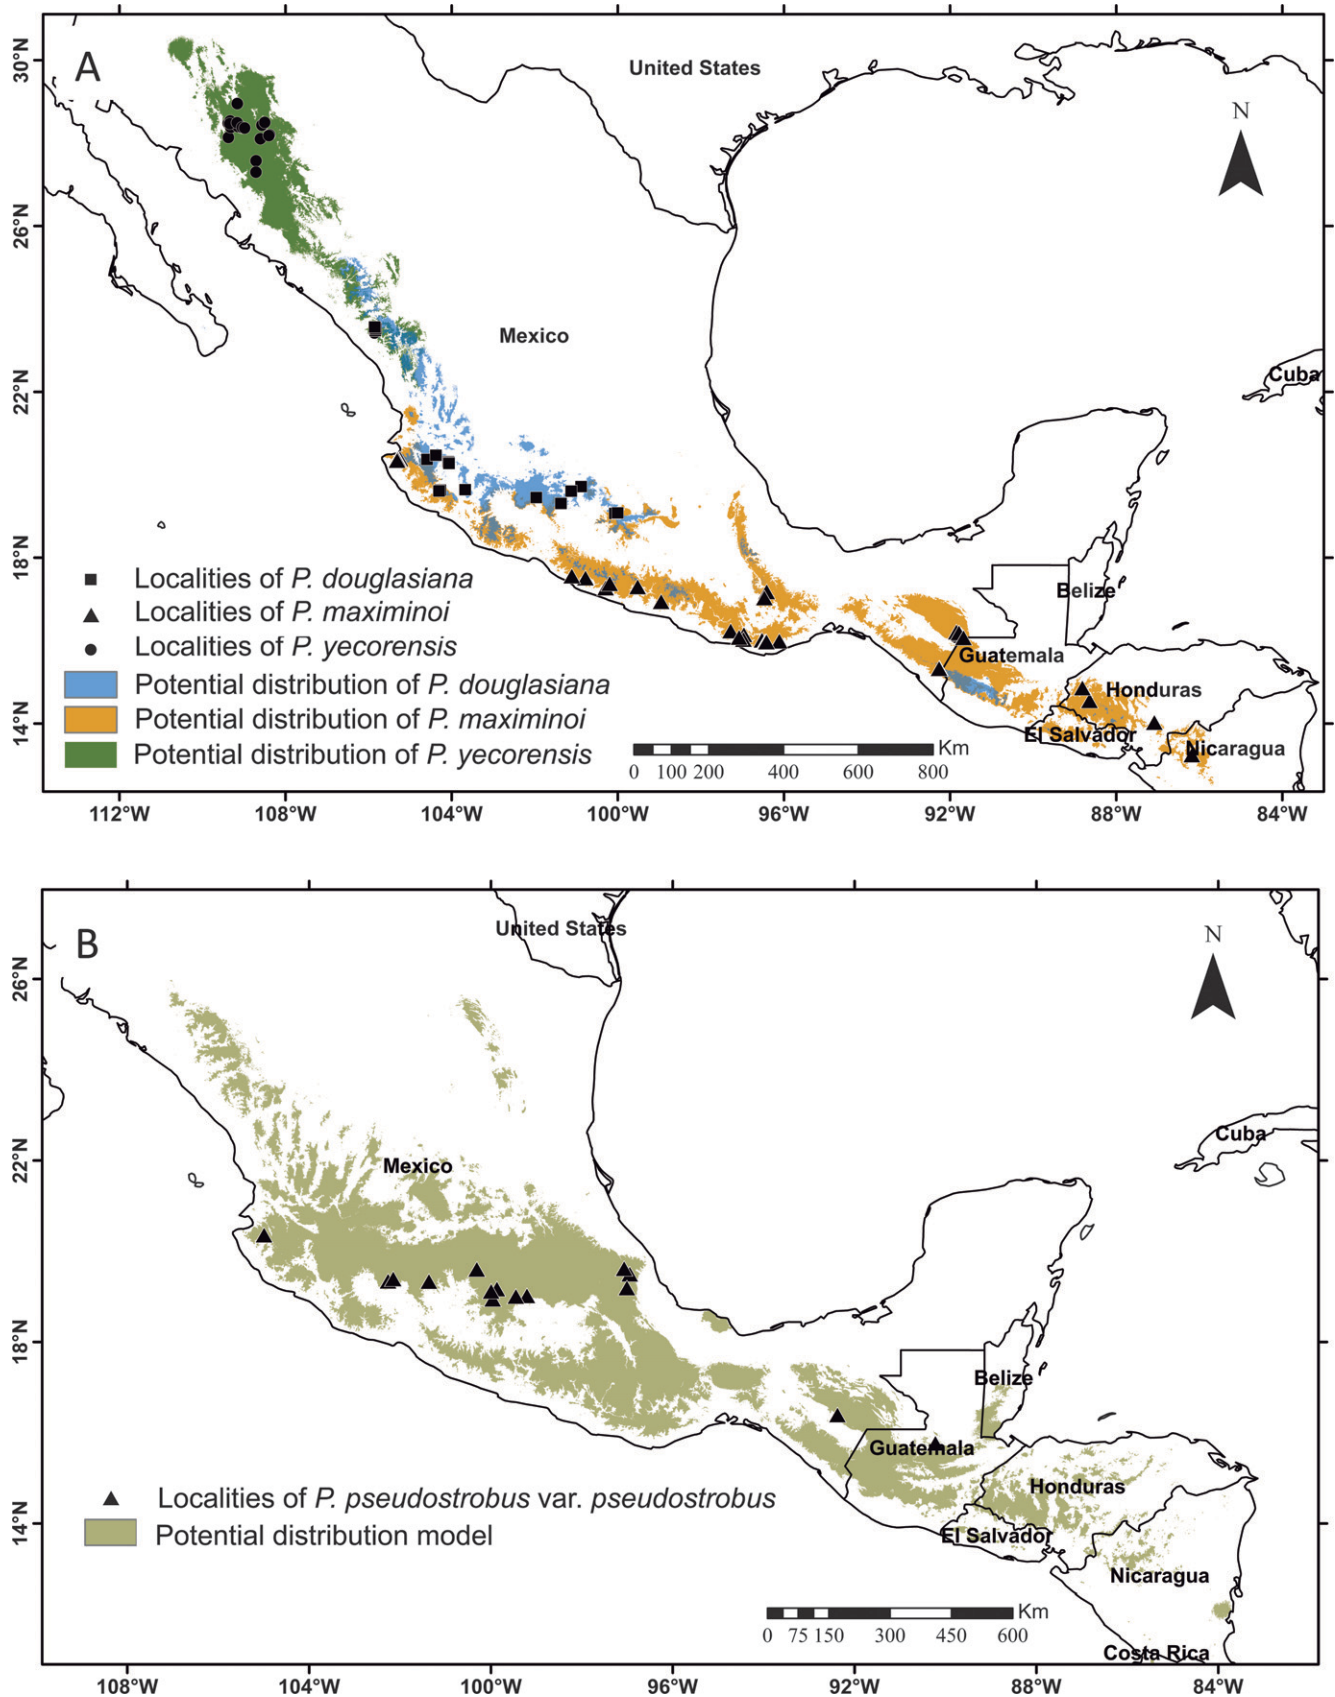 A
United States
N
30°N
26°N
Mexico
Cuba
22°N
18°N
Localities of P. douglasiana
Belize
Localities of P. maximinoi
Localities of P. yecorensis
Guatemala
Potential distribution of P. douglasiana
Honduras
Potential distribution of P. maximinoi
14°N
El Salvador
Nicaragua
Potential distribution of P. yecorensis
Km
0 100 200 400 600 800
112°W 108°W 104°W 100°W 96°W 92°W 88°W 84°W
B
United States
N
26°N
Cuba
22°N
Mexico
18°N
Belize
Guatemala
Honduras
Localities of P. pseudostrobus var. pseudostrobus
14°N
Potential distribution model
El Salvador
Nicaragua
Km
0 75 150 300 450 600
Costa Rica
108°W 104°W 100°W 96°W 92°W 88°W 84°W